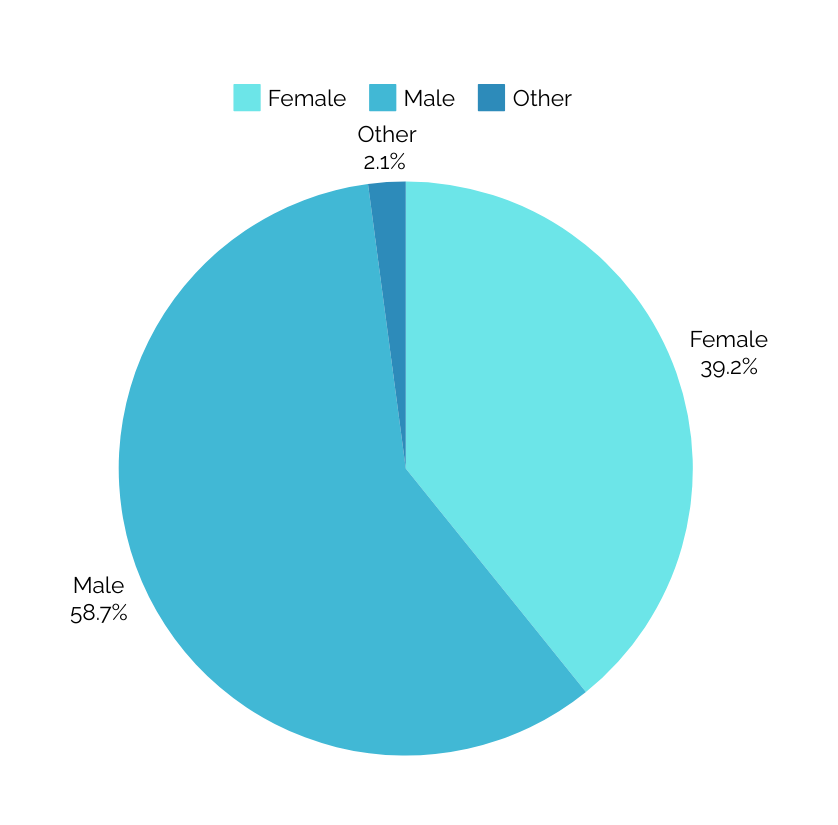 Female Male Other
Other
2.1%
Female
39.2%
Male
58.7%